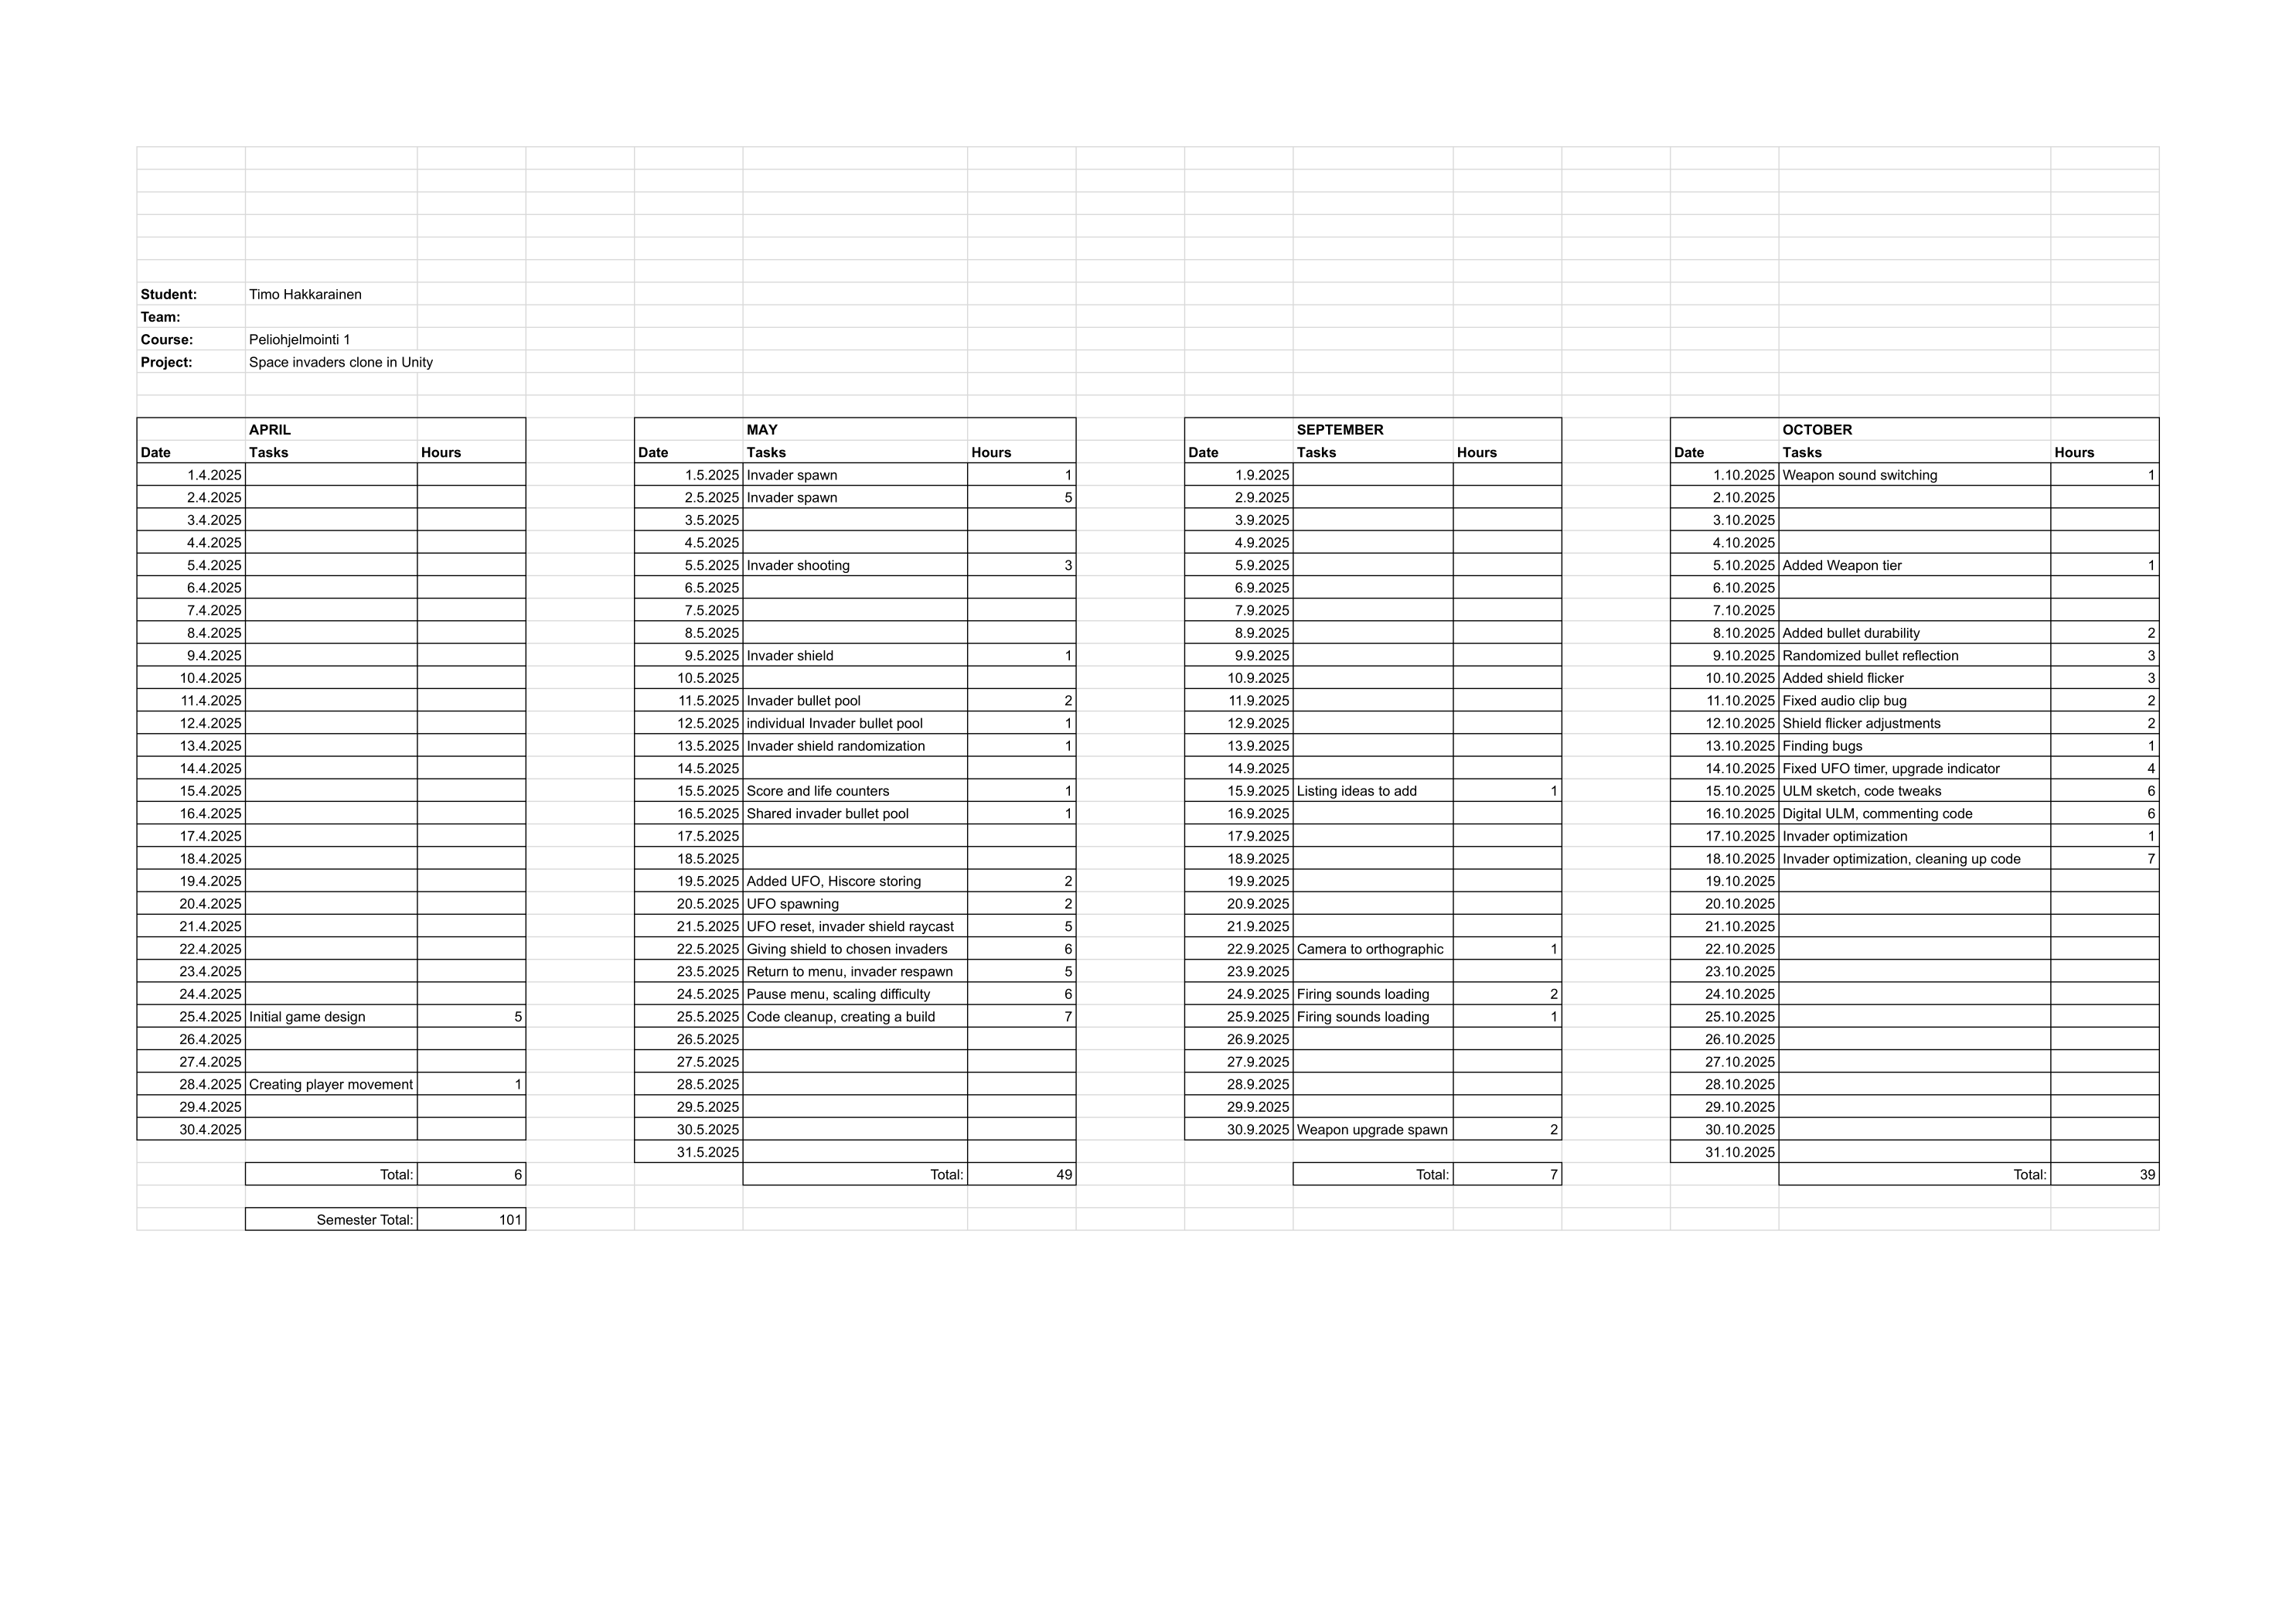 Student: Timo Hakkarainen
Team:
Course: Peliohjelmointi 1
Project: Space invaders clone in Unity
APRIL
Date Tasks Hours
1.4.2025
2.4.2025
3.4.2025
4.4.2025
5.4.2025
6.4.2025
7.4.2025
8.4.2025
9.4.2025
10.4.2025
11.4.2025
12.4.2025
13.4.2025
14.4.2025
15.4.2025
16.4.2025
17.4.2025
18.4.2025
19.4.2025
20.4.2025
21.4.2025
22.4.2025
23.4.2025
24.4.2025
25.4.2025 Initial game design 5
26.4.2025
27.4.2025
28.4.2025 Creating player movement 1
29.4.2025
30.4.2025
Total: 6
Semester Total: 101
MAY
Date Tasks Hours
1.5.2025 Invader spawn 1
2.5.2025 Invader spawn 5
3.5.2025
4.5.2025
5.5.2025 Invader shooting 3
6.5.2025
7.5.2025
8.5.2025
9.5.2025 Invader shield 1
10.5.2025
11.5.2025 Invader bullet pool 2
12.5.2025 individual Invader bullet pool 1
13.5.2025 Invader shield randomization 1
14.5.2025
15.5.2025 Score and life counters 1
16.5.2025 Shared invader bullet pool 1
17.5.2025
18.5.2025
19.5.2025 Added UFO, Hiscore storing 2
20.5.2025 UFO spawning 2
21.5.2025 UFO reset, invader shield raycast 5
22.5.2025 Giving shield to chosen invaders 6
23.5.2025 Return to menu, invader respawn 5
24.5.2025 Pause menu, scaling difficulty 6
25.5.2025 Code cleanup, creating a build 7
26.5.2025
27.5.2025
28.5.2025
29.5.2025
30.5.2025
31.5.2025
Total: 49
SEPTEMBER
Date Tasks Hours
1.9.2025
2.9.2025
3.9.2025
4.9.2025
5.9.2025
6.9.2025
7.9.2025
8.9.2025
9.9.2025
10.9.2025
11.9.2025
12.9.2025
13.9.2025
14.9.2025
15.9.2025 Listing ideas to add 1
16.9.2025
17.9.2025
18.9.2025
19.9.2025
20.9.2025
21.9.2025
22.9.2025 Camera to orthographic 1
23.9.2025
24.9.2025 Firing sounds loading 2
25.9.2025 Firing sounds loading 1
26.9.2025
27.9.2025
28.9.2025
29.9.2025
30.9.2025 Weapon upgrade spawn 2
Total: 7
OCTOBER
Date Tasks Hours
1.10.2025 Weapon sound switching 1
2.10.2025
3.10.2025
4.10.2025
5.10.2025 Added Weapon tier 1
6.10.2025
7.10.2025
8.10.2025 Added bullet durability 2
9.10.2025 Randomized bullet reflection 3
10.10.2025 Added shield flicker 3
11.10.2025 Fixed audio clip bug 2
12.10.2025 Shield flicker adjustments 2
13.10.2025 Finding bugs 1
14.10.2025 Fixed UFO timer, upgrade indicator 4
15.10.2025 ULM sketch, code tweaks 6
16.10.2025 Digital ULM, commenting code 6
17.10.2025 Invader optimization 1
18.10.2025 Invader optimization, cleaning up code 7
19.10.2025
20.10.2025
21.10.2025
22.10.2025
23.10.2025
24.10.2025
25.10.2025
26.10.2025
27.10.2025
28.10.2025
29.10.2025
30.10.2025
31.10.2025
Total: 39